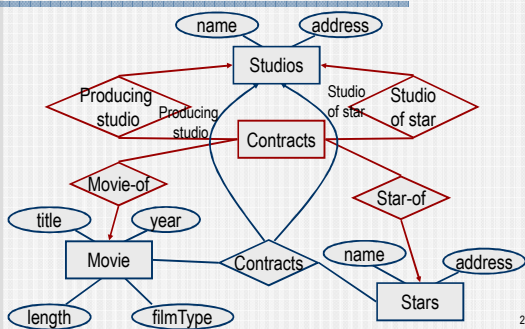 name
address
Studios
Producing
studio
Producing
studio
Studio
of star
Studio
of star
Contracts
Movie-of
Star-of
title
year
Movie
Contracts
name
address
length
filmType
Stars
2